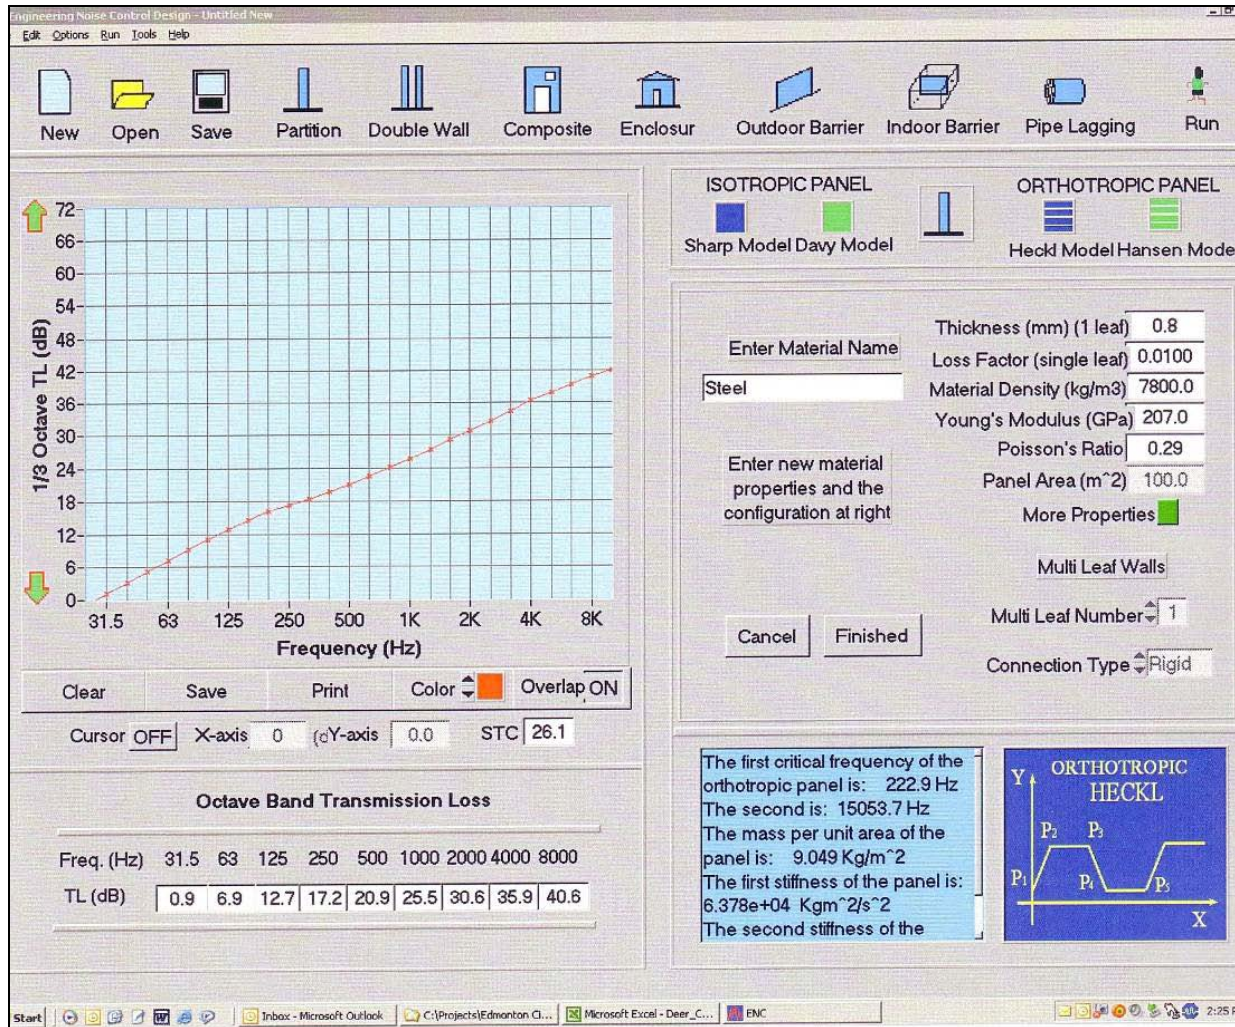 Engineering Noise Control Design - Untitled New
Edit Options Run Tools Help
New Open Save Partition Double Wall Composite Enclosur Outdoor Barrier Indoor Barrier Pipe Lagging Run
72
66
60
54
48
42
36
30
24
18
12
6
0
1/3 Octave TL (dB)
31.5 63 125 250 500 1K 2K 4K 8K
Frequency (Hz)
Clear Save Print Color Overlap ON
Cursor OFF X-axis 0 (dY-axis 0.0 STC 26.1
Octave Band Transmission Loss
Freq. (Hz) 31.5 63 125 250 500 1000 2000 4000 8000
TL (dB) 0.9 6.9 12.7 17.2 20.9 25.5 30.6 35.9 40.6
ISOTROPIC PANEL
Sharp Model Davy Model
ORTHOTROPIC PANEL
Heckl Model Hansen Mode
Enter Material Name
Steel
Enter new material
properties and the
configuration at right
Cancel Finished
Thickness (mm) (1 leaf) 0.8
Loss Factor (single leaf) 0.0100
Material Density (kg/m3) 7800.0
Young's Modulus (GPa) 207.0
Poisson's Ratio 0.29
Panel Area (m^2) 100.0
More Properties
Multi Leaf Walls
Multi Leaf Number 1
Connection Type Rigid
The first critical frequency of the
orthotropic panel is: 222.9 Hz
The second is: 15053.7 Hz
The mass per unit area of the
panel is: 9.049 Kg/m^2
The first stiffness of the panel is:
6.378e+04 Kgm^2/s^2
The second stiffness of the
ORTHOTROPIC
HECKL
Y
P2 P3
P1 P4 P5
X
Start Inbox - Microsoft Outlook C:\Projects\Edmonton Cl... Microsoft Excel - Deer_C... ENC 2:25 P